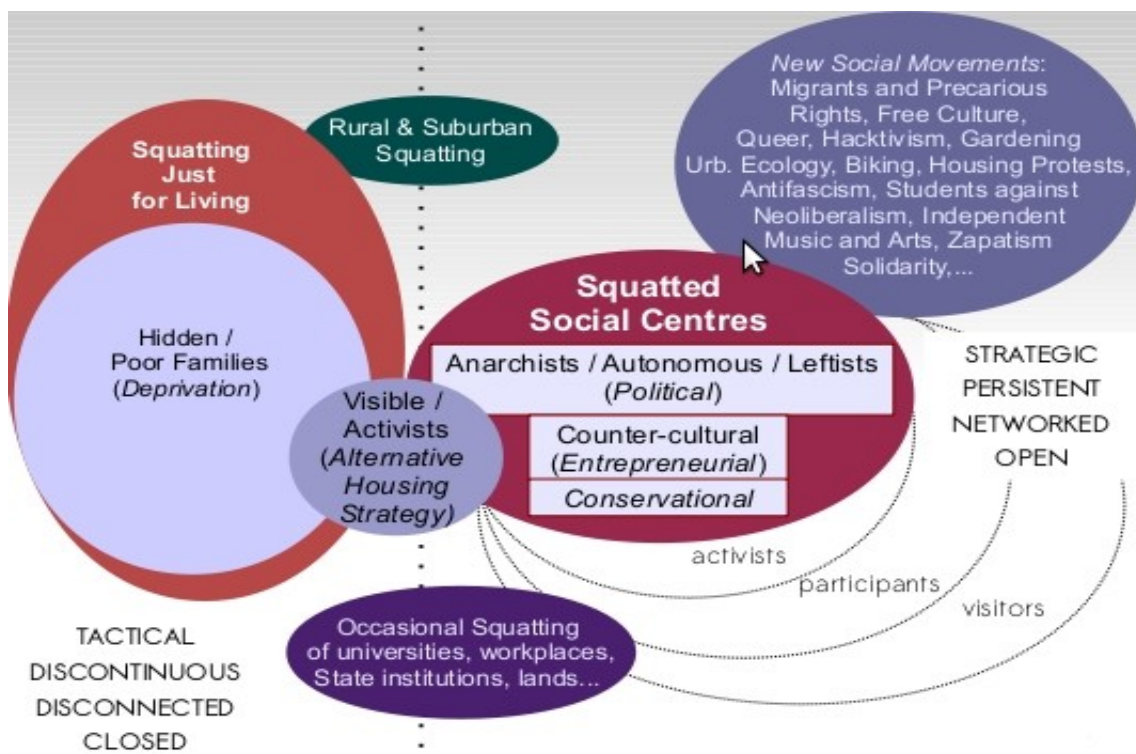 New Social Movements:
Migrants and Precarious
Rights, Free Culture,
Queer, Hacktivism, Gardening
Urb. Ecology, Biking, Housing Protests,
Antifascism, Students against
Neoliberalism, Independent
Music and Arts, Zapatism
Solidarity,...
Rural & Suburban
Squatting
Squatting
Just
for Living
Hidden /
Poor Families
(Deprivation)
Visible /
Activists
(Alternative
Housing
Strategy)
Squatted
Social Centres
Anarchists / Autonomous / Leftists
(Political)
Counter-cultural
(Entrepreneurial)
Conservational
STRATEGIC
PERSISTENT
NETWORKED
OPEN
activists
participants
visitors
Occasional Squatting
of universities, workplaces,
State institutions, lands...
TACTICAL
DISCONTINUOUS
DISCONNECTED
CLOSED